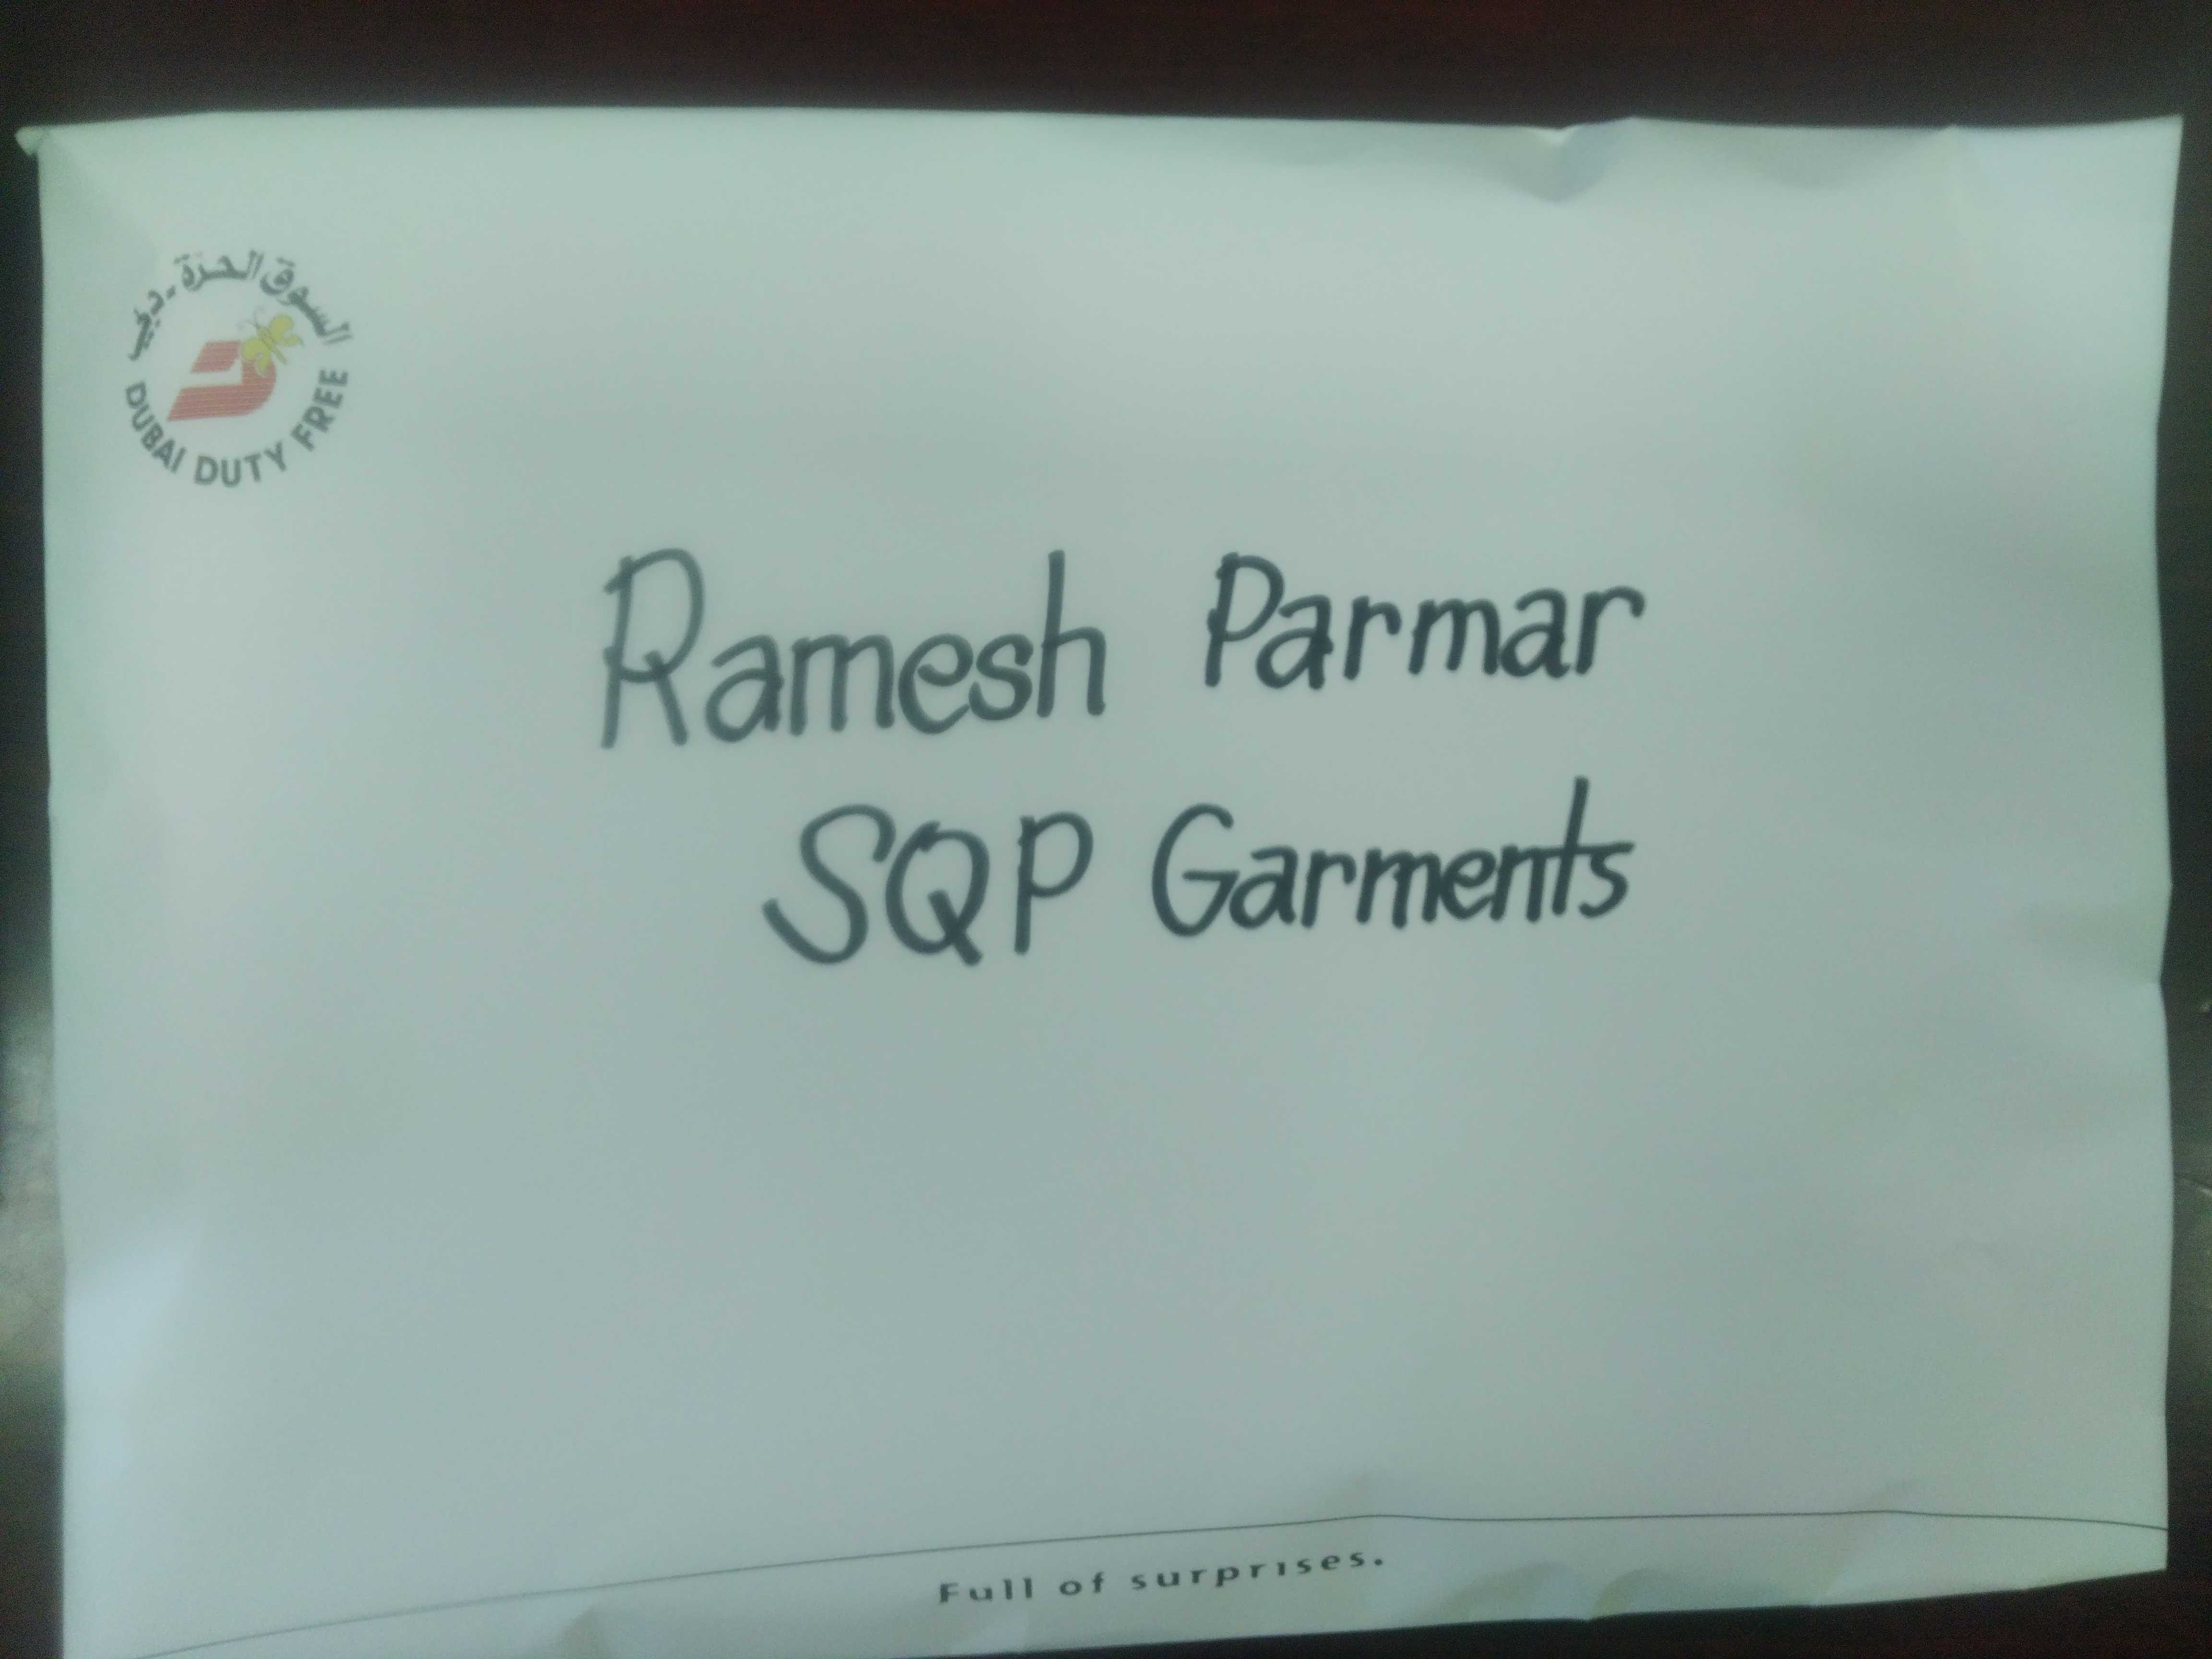 السوق الحرة - دبي
DUBAI DUTY FREE
Ramesh Parmar
SQP Garments
Full of surprises.